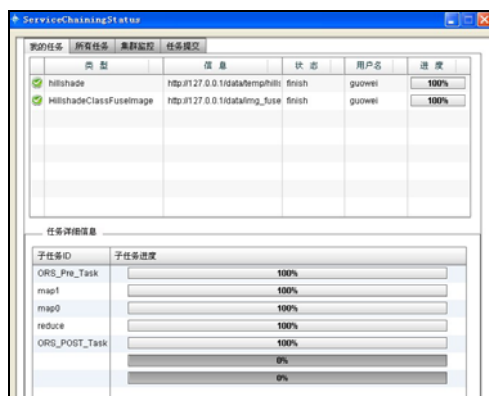 ServiceChainingStatus
我的任务 所有任务 集群监控 任务提交
类 型 信 息 状 态 用户名 进 度
hillshade http://127.0.0.1/data/temp/hills finish guowei 100%
HillshadeClassFuseImage http://127.0.0.1/data/img_fuse finish guowei 100%
任务详细信息
子任务ID 子任务进度
ORS_Pre_Task 100%
map1 100%
map0 100%
reduce 100%
ORS_POST_Task 100%
0%
0%